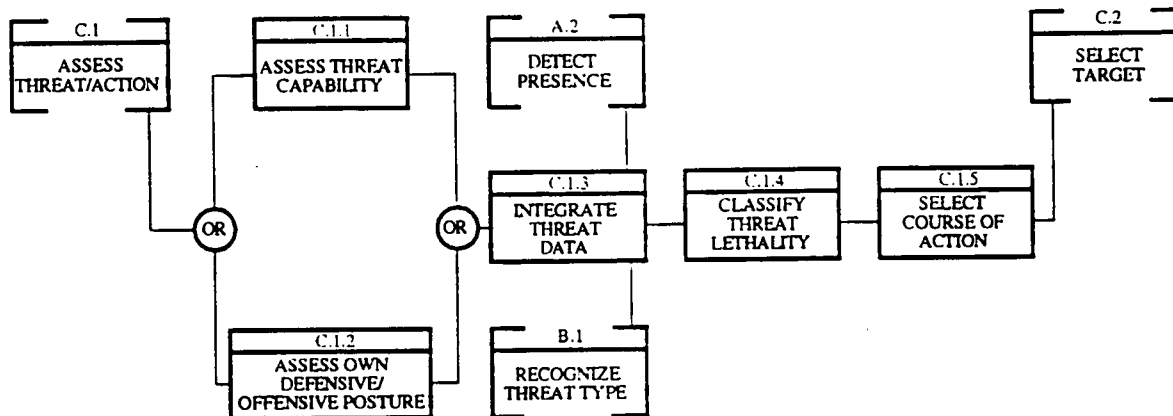 C.1
ASSESS
THREAT/ACTION
C.1.1
ASSESS THREAT
CAPABILITY
A.2
DETECT
PRESENCE
C.2
SELECT
TARGET
OR
OR
C.1.3
INTEGRATE
THREAT
DATA
C.1.4
CLASSIFY
THREAT
LETHALITY
C.1.5
SELECT
COURSE OF
ACTION
C.1.2
ASSESS OWN
DEFENSIVE/
OFFENSIVE POSTURE
B.1
RECOGNIZE
THREAT TYPE